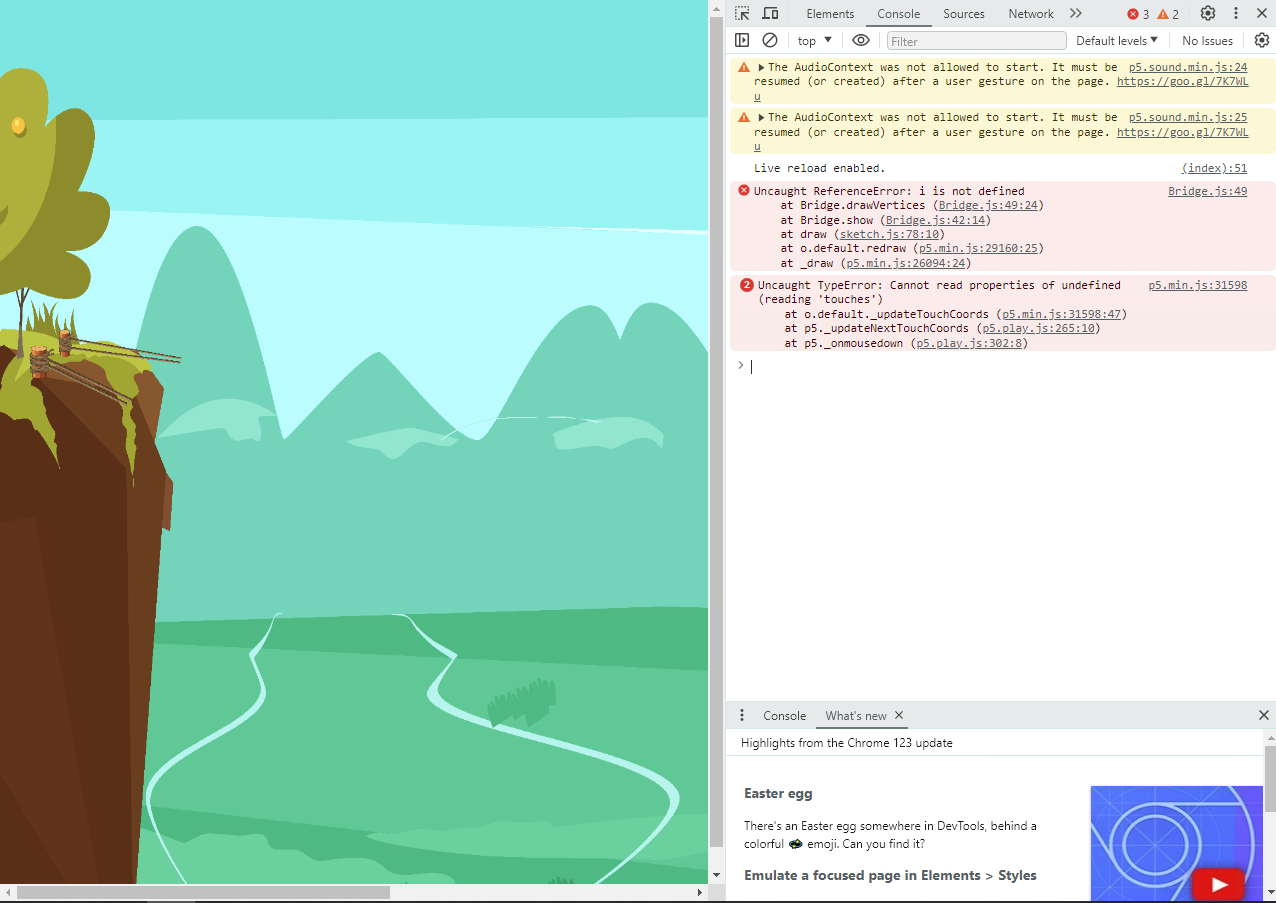 Elements Console Sources Network 3 2
top Filter Default levels No Issues
The AudioContext was not allowed to start. It must be p5.sound.min.js:24
resumed (or created) after a user gesture on the page. https://goo.gl/7K7WL
u
The AudioContext was not allowed to start. It must be p5.sound.min.js:25
resumed (or created) after a user gesture on the page. https://goo.gl/7K7WL
u
Live reload enabled. (index):51
Uncaught ReferenceError: i is not defined Bridge.js:49
at Bridge.drawVertices (Bridge.js:49:24)
at Bridge.show (Bridge.js:42:14)
at draw (sketch.js:78:10)
at o.default.redraw (p5.min.js:29160:25)
at _draw (p5.min.js:26094:24)
2 Uncaught TypeError: Cannot read properties of undefined p5.min.js:31598
(reading 'touches')
at o.default._updateTouchCoords (p5.min.js:31598:47)
at p5._updateNextTouchCoords (p5.play.js:265:10)
at p5._onmousedown (p5.play.js:302:8)
Console What's new
Highlights from the Chrome 123 update
Easter egg
There's an Easter egg somewhere in DevTools, behind a
colorful emoji. Can you find it?
Emulate a focused page in Elements > Styles